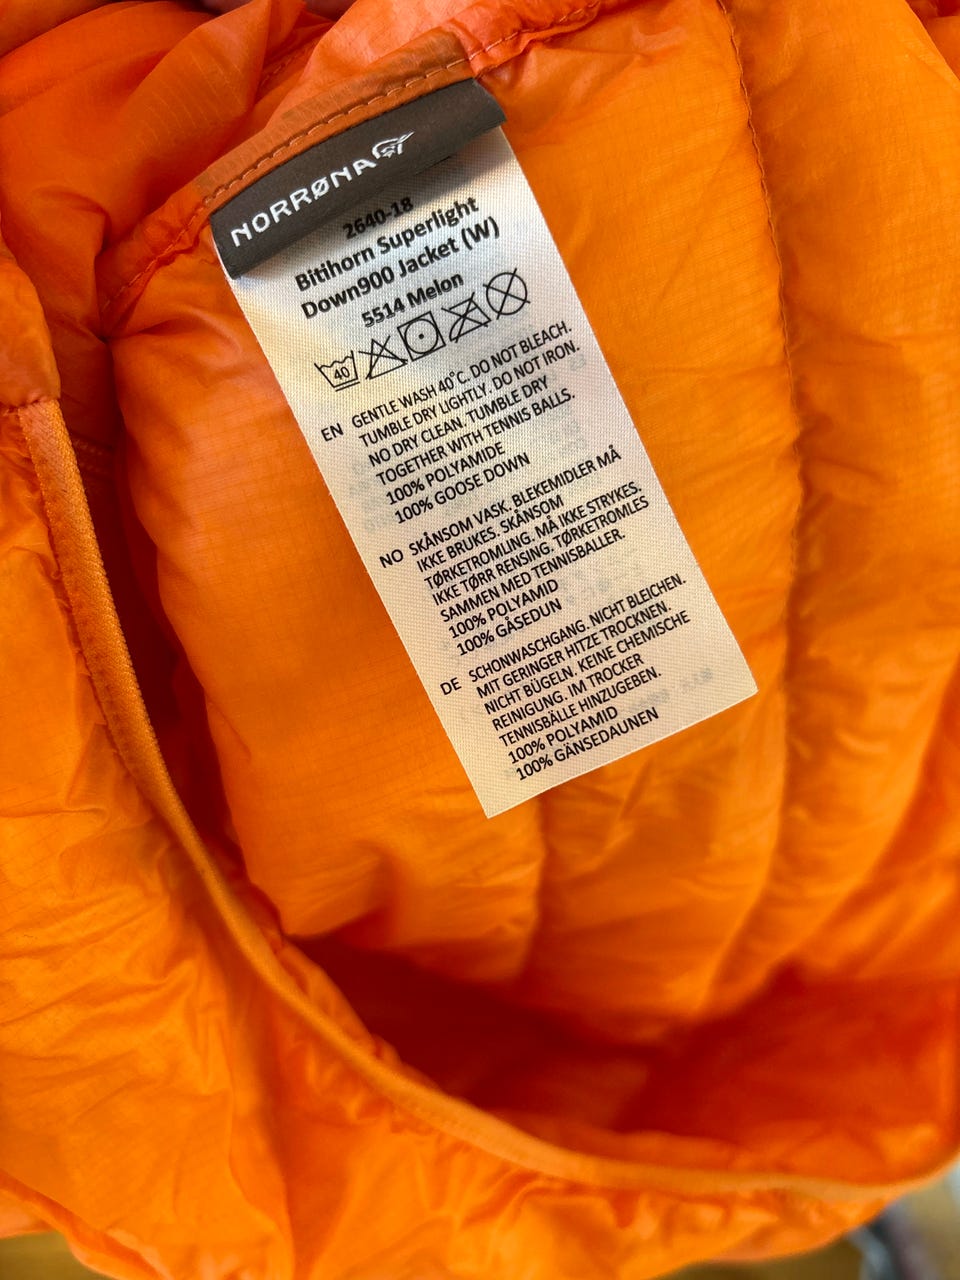 NORRØNA
2640-18
Bitihorn Superlight
Down900 Jacket (W)
5514 Melon
40
EN GENTLE WASH 40°C. DO NOT BLEACH.
TUMBLE DRY LIGHTLY. DO NOT IRON.
NO DRY CLEAN. TUMBLE DRY
TOGETHER WITH TENNIS BALLS.
100% POLYAMIDE
100% GOOSE DOWN
NO SKÅNSOM VASK. BLEKEMIDLER MÅ
IKKE BRUKES. SKÅNSOM
TØRKETROMLING. MÅ IKKE STRYKES.
IKKE TØRR RENSING. TØRKETROMLES
SAMMEN MED TENNISBALLER.
100% POLYAMID
100% GÅSEDUN
DE SCHONWASCHGANG. NICHT BLEICHEN.
MIT GERINGER HITZE TROCKNEN.
NICHT BÜGELN. KEINE CHEMISCHE
REINIGUNG. IM TROCKER
TENNISBÄLLE HINZUGEBEN.
100% POLYAMID
100% GÄNSEDAUNEN